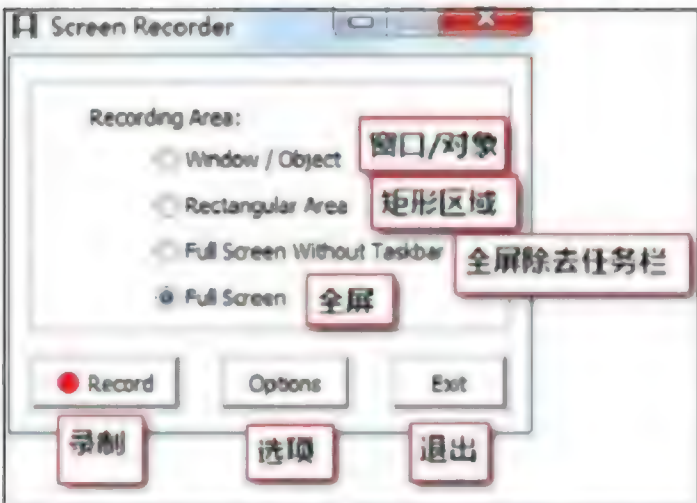 Screen Recorder
Recording Area:
Window / Object 窗口/对象
Rectangular Area 矩形区域
Full Screen Without Taskbar 全屏除去任务栏
Full Screen 全屏
Record Options Exit
录制 选项 退出